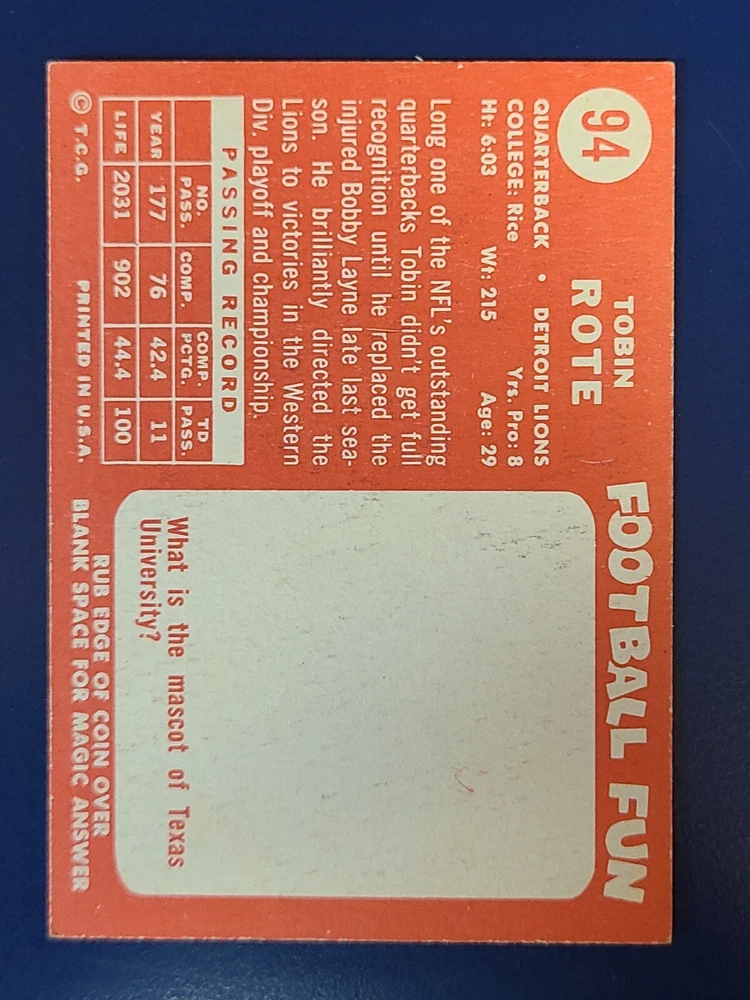 94
TOBIN
ROTE
QUARTERBACK • DETROIT LIONS
COLLEGE: Rice Yrs. Pro: 8
Ht: 6:03 Wt: 215 Age: 29
Long one of the NFL's outstanding
quarterbacks Tobin didn't get full
recognition until he replaced the
injured Bobby Layne late last sea-
son. He brilliantly directed the
Lions to victories in the Western
Div. playoff and championship.
PASSING RECORD
NO. PASS. COMP. COMP. PCTG. TD PASS.
YEAR 177 76 42.4 11
LIFE 2031 902 44.4 100
© T.C.G. PRINTED IN U.S.A.
FOOTBALL FUN
What is the mascot of Texas
University?
RUB EDGE OF COIN OVER
BLANK SPACE FOR MAGIC ANSWER